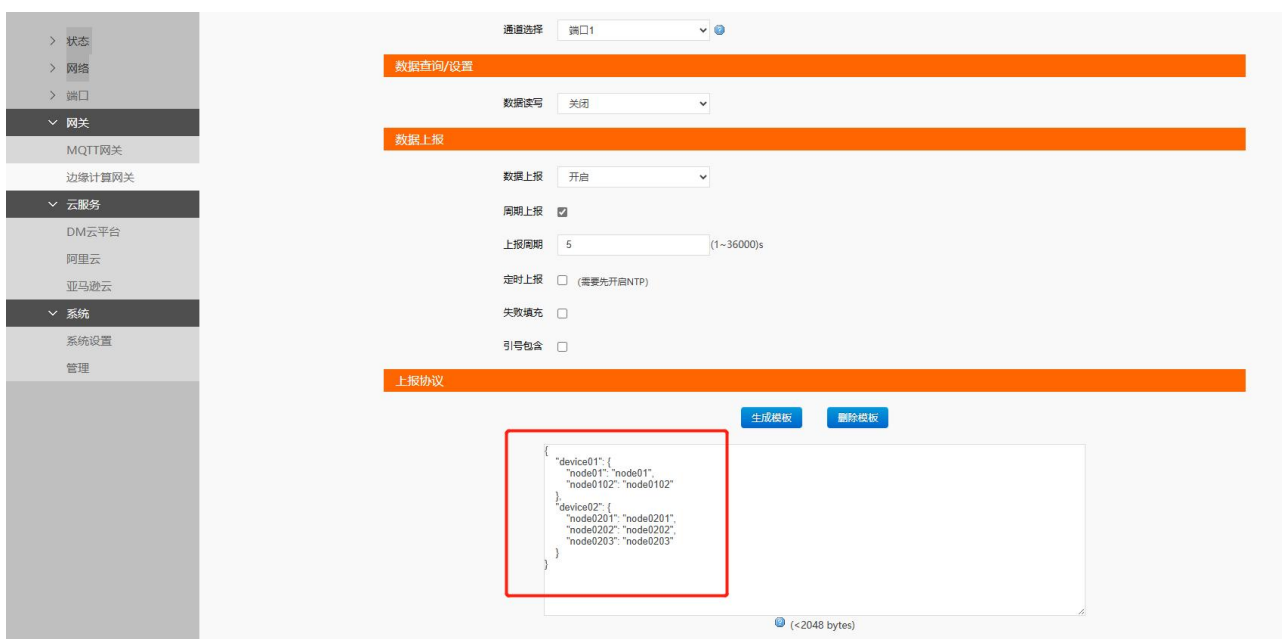 状态
网络
端口
网关
MQTT网关
边缘计算网关
云服务
DM云平台
阿里云
亚马逊云
系统
系统设置
管理
通道选择 端口1
数据查询/设置
数据读写 关闭
数据上报
数据上报 开启
周期上报
上报周期 5 (1~36000)s
定时上报 (需要先开启NTP)
失败填充
引号包含
上报协议
生成模板 删除模板
{
"device01": {
"node01": "node01",
"node0102": "node0102"
},
"device02": {
"node0201": "node0201",
"node0202": "node0202",
"node0203": "node0203"
}
}
(<2048 bytes)